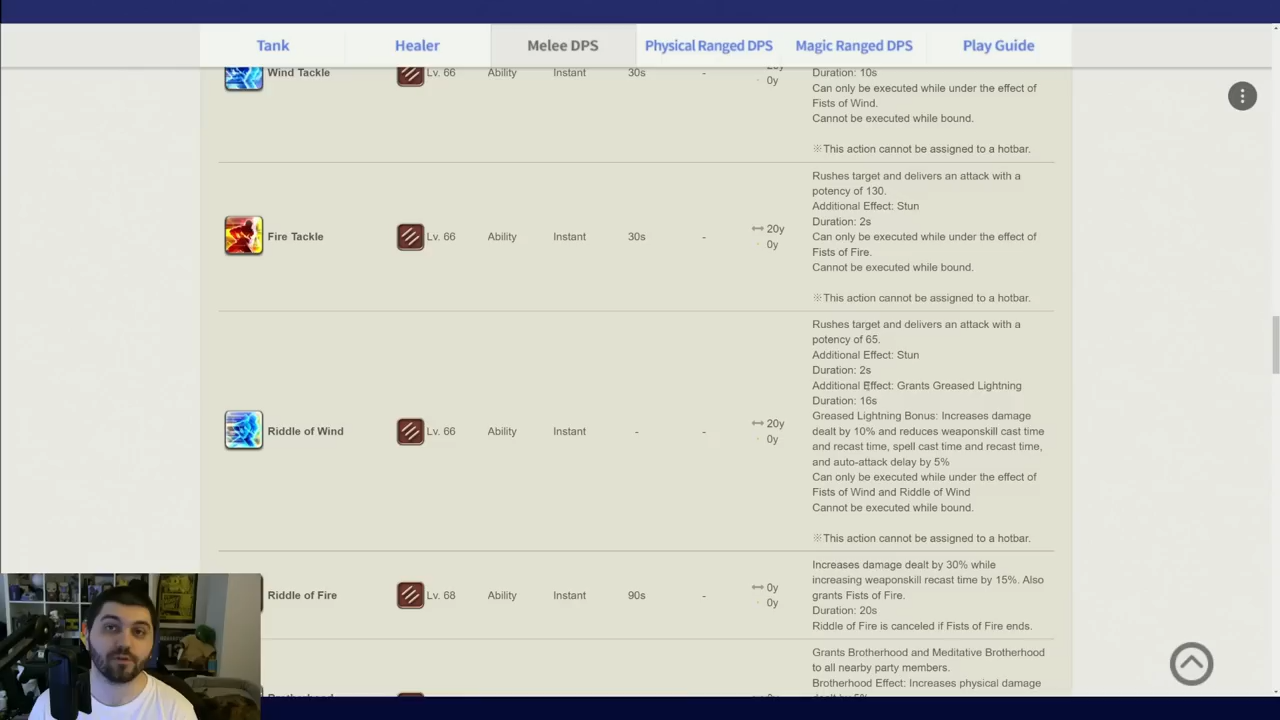 Tank
Healer
Melee DPS
Physical Ranged DPS
Magic Ranged DPS
Play Guide
Wind Tackle
Lv. 66
Ability
Instant
30s
-
0y
Duration: 10s
Can only be executed while under the effect of
Fists of Wind.
Cannot be executed while bound.
※This action cannot be assigned to a hotbar.
Fire Tackle
Lv. 66
Ability
Instant
30s
-
20y
0y
Rushes target and delivers an attack with a
potency of 130.
Additional Effect: Stun
Duration: 2s
Can only be executed while under the effect of
Fists of Fire.
Cannot be executed while bound.
※This action cannot be assigned to a hotbar.
Riddle of Wind
Lv. 66
Ability
Instant
-
-
20y
0y
Rushes target and delivers an attack with a
potency of 65.
Additional Effect: Stun
Duration: 2s
Additional Effect: Grants Greased Lightning
Duration: 16s
Greased Lightning Bonus: Increases damage
dealt by 10% and reduces weaponskill cast time
and recast time, spell cast time and recast time,
and auto-attack delay by 5%
Can only be executed while under the effect of
Fists of Wind and Riddle of Wind
Cannot be executed while bound.
※This action cannot be assigned to a hotbar.
Riddle of Fire
Lv. 68
Ability
Instant
90s
-
0y
0y
Increases damage dealt by 30% while
increasing weaponskill recast time by 15%. Also
grants Fists of Fire.
Duration: 20s
Riddle of Fire is canceled if Fists of Fire ends.
Brotherhood
Grants Brotherhood and Meditative Brotherhood
to all nearby party members.
Brotherhood Effect: Increases physical damage
dealt by 5%